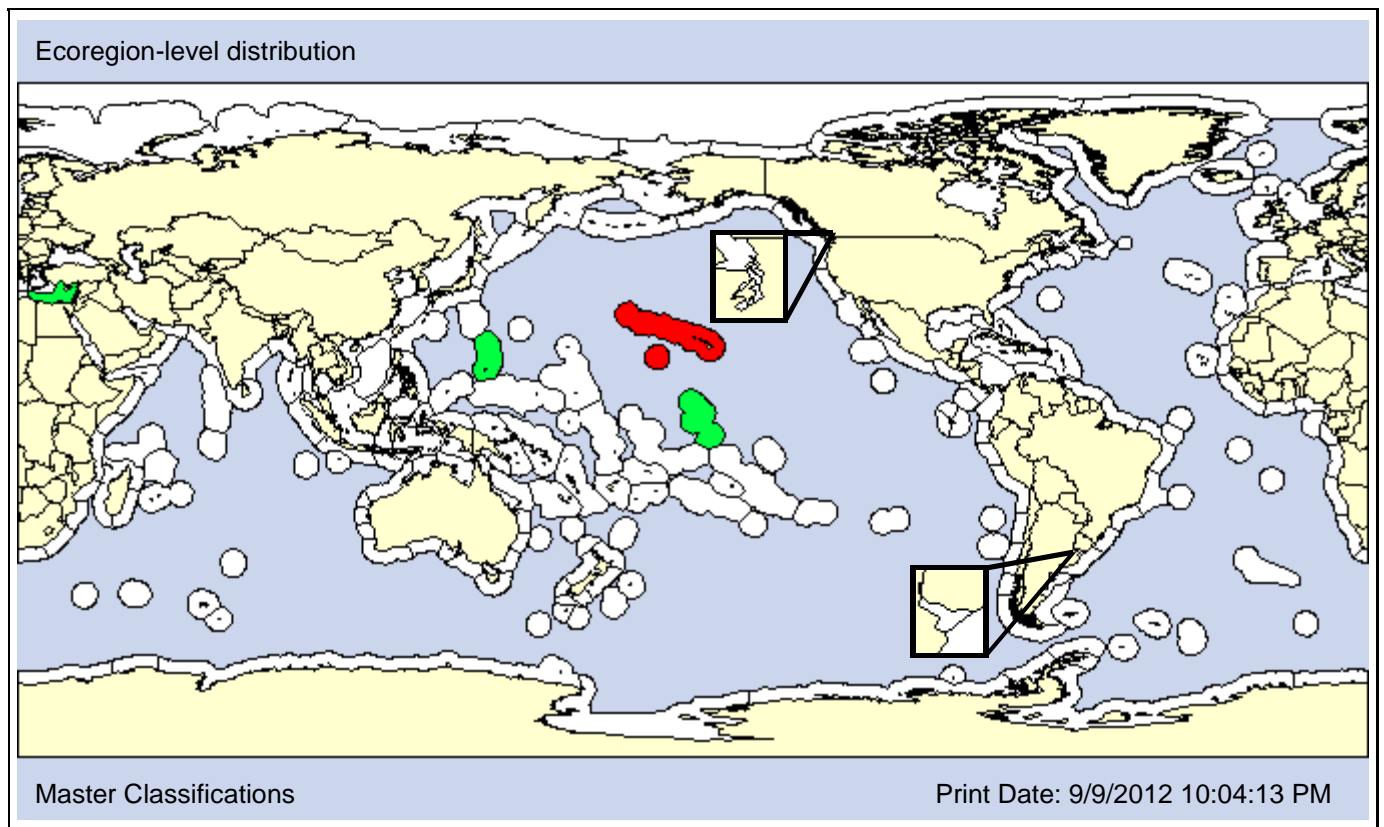 Ecoregion-level distribution
Master Classifications
Print Date: 9/9/2012 10:04:13 PM